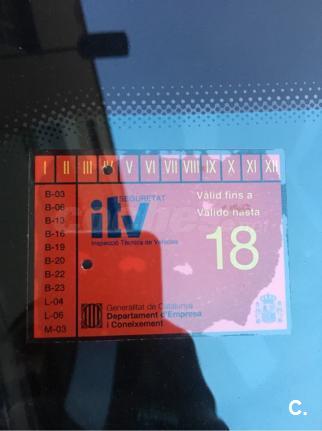 I II III IV V VI VII VIII IX X XI XII
B-03
B-06
B-13
B-16
B-19
B-20
B-22
B-23
L-04
L-06
M-03
SEGURETAT
itv
Inspecció Tècnica de Vehicles
Vàlid fins a
Válido hasta
18
Generalitat de Catalunya
Departament d'Empresa
i Coneixement
C.